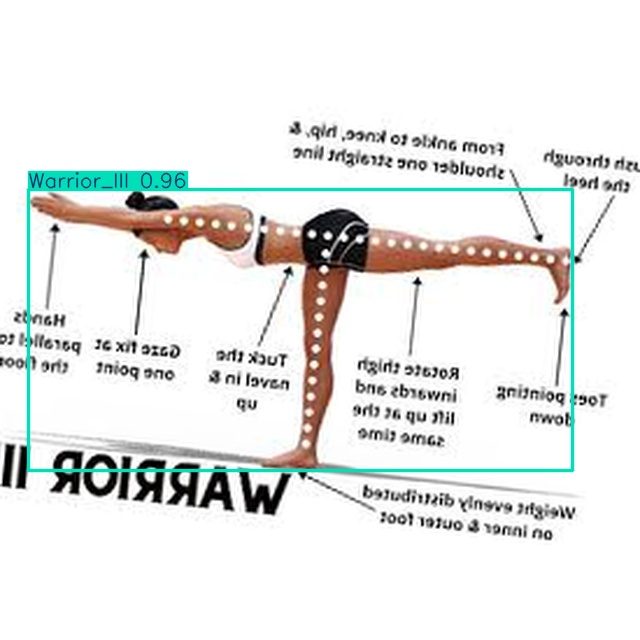 From ankle to knee, hip, &
shoulder one straight line
ush through
the heel
Warrior_III 0.96
Hands
parallel to
the floor
Gaze fix at
one point
Tuck the
navel in &
up
Rotate thigh
inwards and
lift up at the
same time
Toes pointing
down
WARRIOR II
Weight evenly distributed
on inner & outer foot